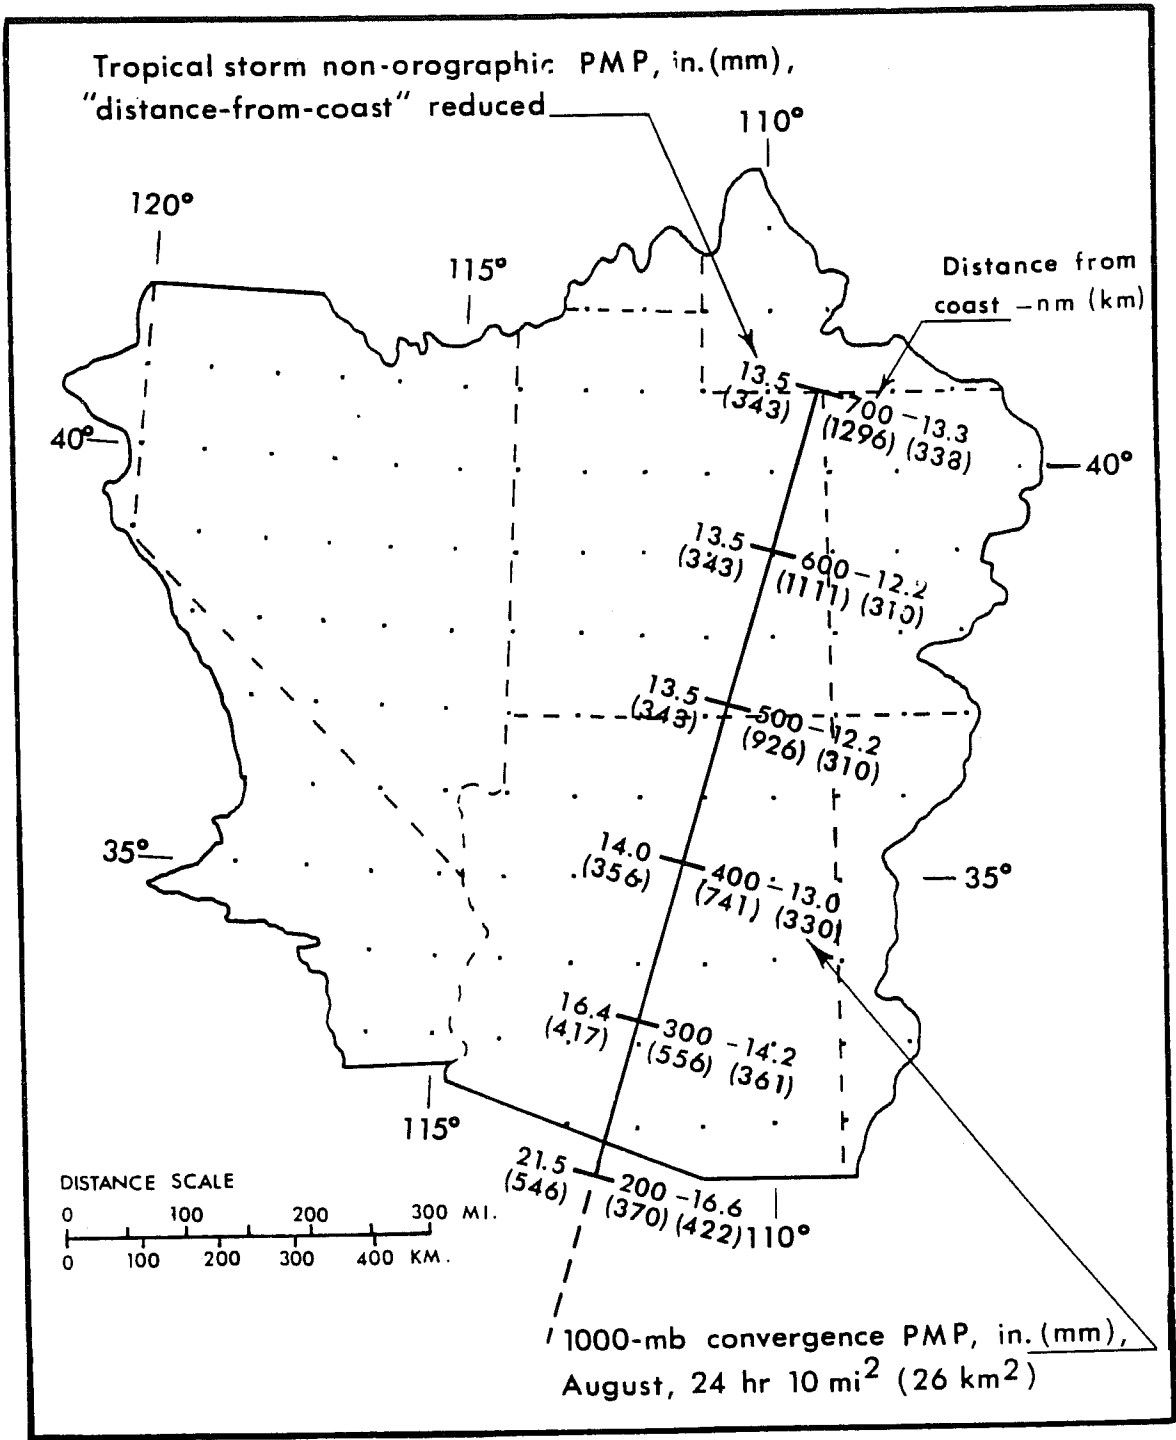 Tropical storm non-orographic PMP, in.(mm),
"distance-from-coast" reduced
110°
120°
115°
Distance from
coast – nm (km)
13.5
(343)
700 – 13.3
(1296) (338)
40°
40°
13.5
(343)
600 – 12.2
(1111) (310)
13.5
(343)
500 – 12.2
(926) (310)
14.0
(356)
400 – 13.0
(741) (330)
35°
35°
16.4
(417)
300 – 14.2
(556) (361)
115°
21.5
(546)
200 – 16.6
(370) (422)
110°
DISTANCE SCALE
0 100 200 300 MI.
0 100 200 300 400 KM.
1000-mb convergence PMP, in. (mm),
August, 24 hr 10 mi² (26 km²)